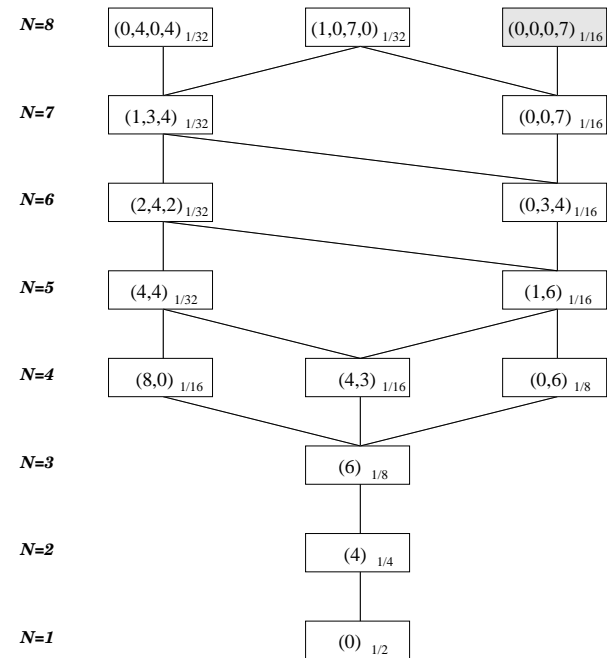 N=8 (0,4,0,4) 1/32 (1,0,7,0) 1/32 (0,0,0,7) 1/16
N=7 (1,3,4) 1/32 (0,0,7) 1/16
N=6 (2,4,2) 1/32 (0,3,4) 1/16
N=5 (4,4) 1/32 (1,6) 1/16
N=4 (8,0) 1/16 (4,3) 1/16 (0,6) 1/8
N=3 (6) 1/8
N=2 (4) 1/4
N=1 (0) 1/2